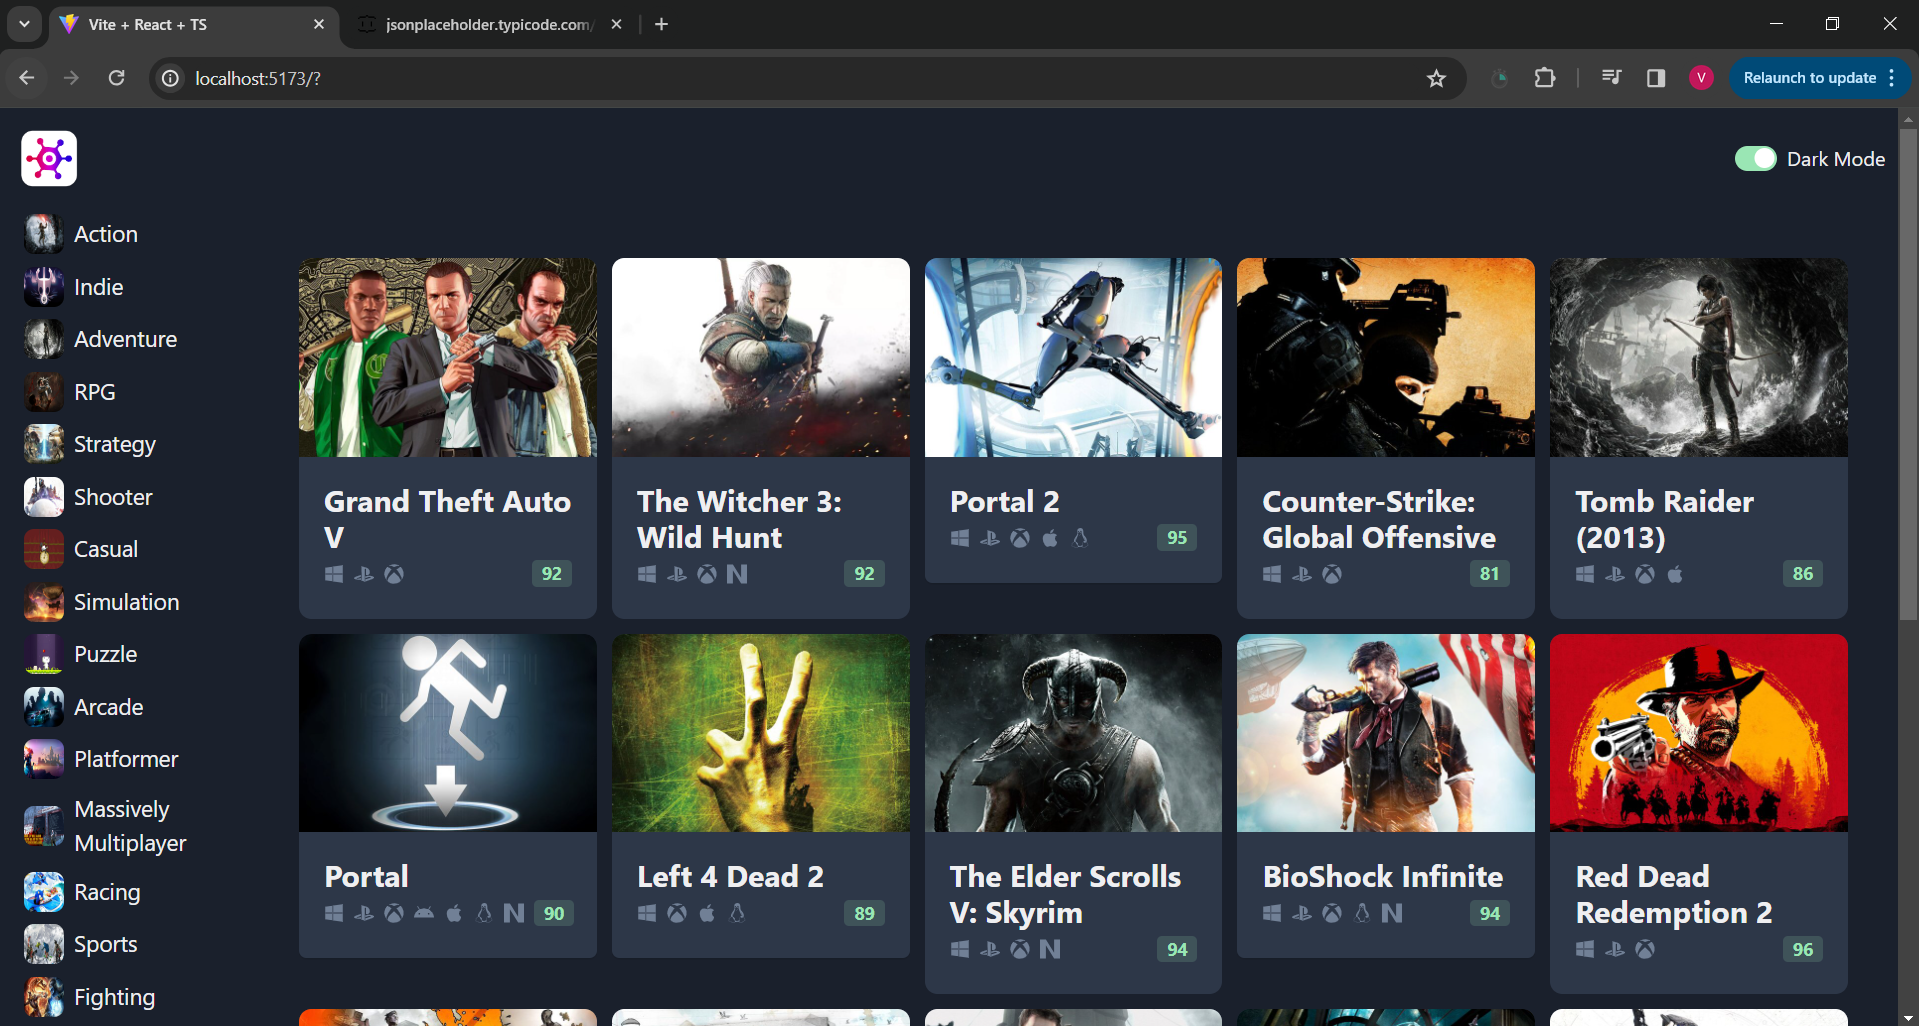 Vite + React + TS
jsonplaceholder.typicode.com/
localhost:5173/?
V
Relaunch to update
Dark Mode
Action
Indie
Adventure
RPG
Strategy
Shooter
Casual
Simulation
Puzzle
Arcade
Platformer
Massively
Multiplayer
Racing
Sports
Fighting
Grand Theft Auto
V
92
The Witcher 3:
Wild Hunt
92
Portal 2
95
Counter-Strike:
Global Offensive
81
Tomb Raider
(2013)
86
Portal
90
Left 4 Dead 2
89
The Elder Scrolls
V: Skyrim
94
BioShock Infinite
94
Red Dead
Redemption 2
96